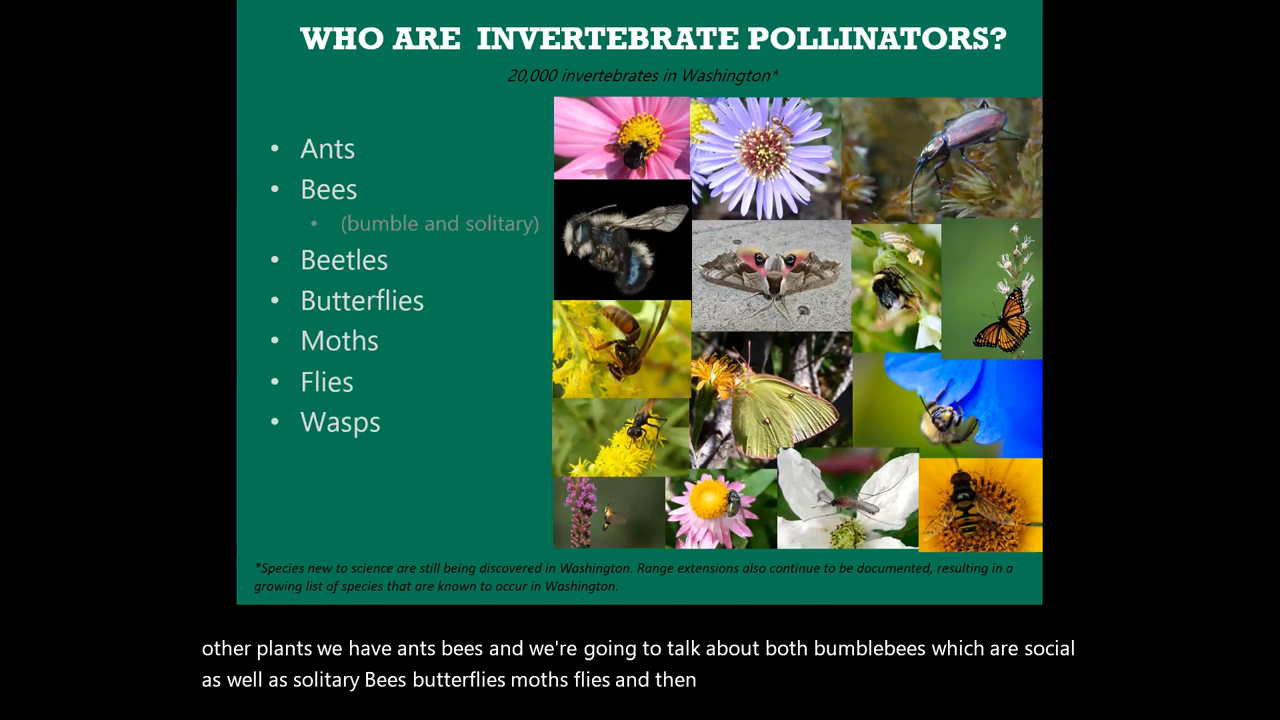 WHO ARE INVERTEBRATE POLLINATORS?
20,000 invertebrates in Washington*
• Ants
• Bees
• (bumble and solitary)
• Beetles
• Butterflies
• Moths
• Flies
• Wasps
*Species new to science are still being discovered in Washington. Range extensions also continue to be documented, resulting in a
growing list of species that are known to occur in Washington.
other plants we have ants bees and we're going to talk about both bumblebees which are social
as well as solitary Bees butterflies moths flies and then